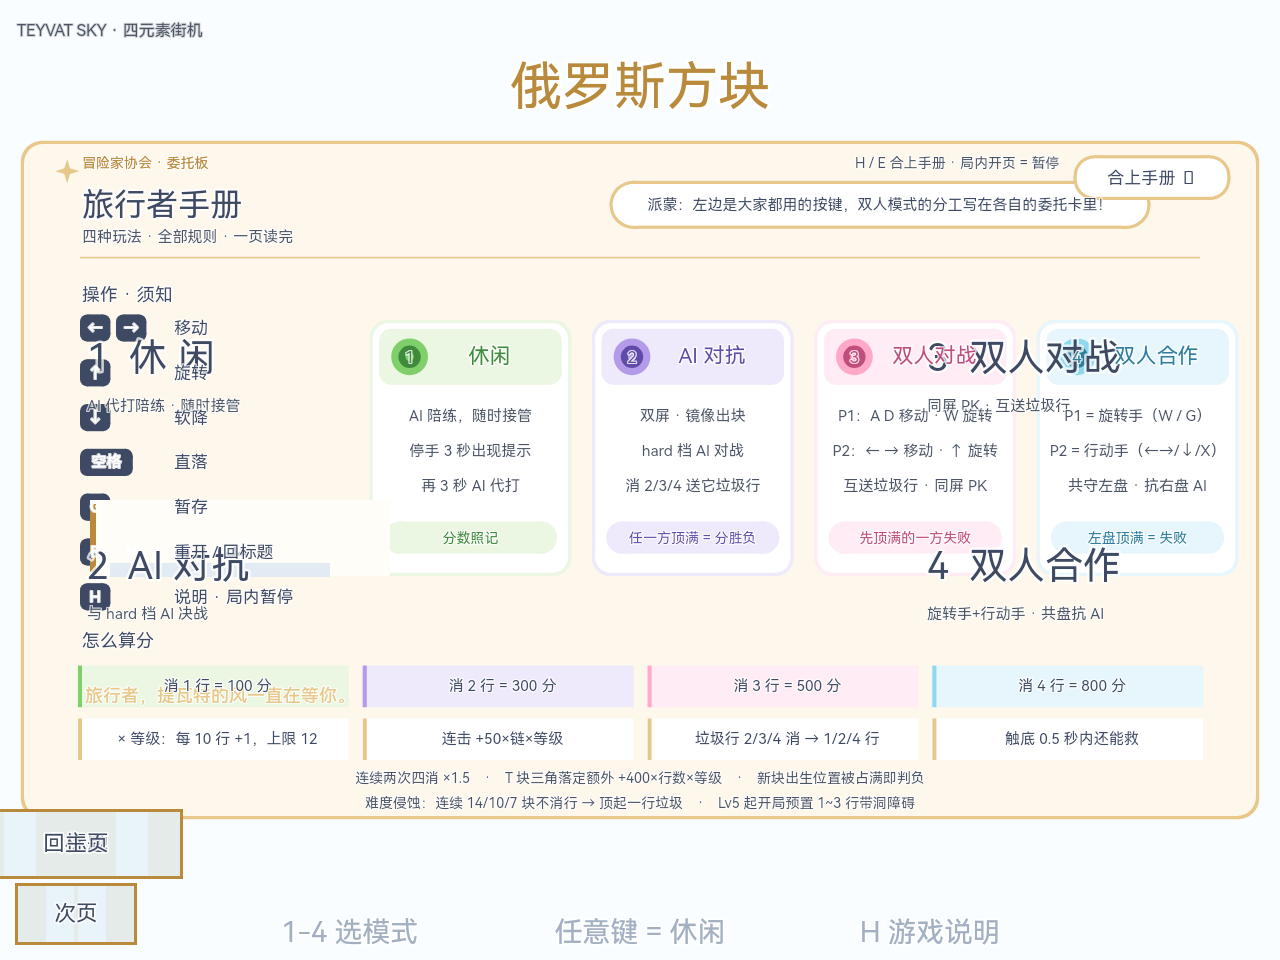 TEYVAT SKY · 四元素街机
俄罗斯方块
冒险家协会 · 委托板
H / E 合上手册 · 局内开页 = 暂停
合上手册
旅行者手册
派蒙：左边是大家都用的按键，双人模式的分工写在各自的委托卡里！
四种玩法 · 全部规则 · 一页读完
操作 · 须知
← → 移动
↑ 旋转
↓ 软降
空格 直落
暂存
重开 / 回标题
H 说明 · 局内暂停
1 休闲
AI 代打陪练 · 随时接管
2 AI 对抗
与 hard 档 AI 决战
3 双人对战
同屏 PK · 互送垃圾行
4 双人合作
旋转手+行动手 · 共盘抗 AI
1 休闲
AI 陪练，随时接管
停手 3 秒出现提示
再 3 秒 AI 代打
分数照记
2 AI 对抗
双屏 · 镜像出块
hard 档 AI 对战
消 2/3/4 送它垃圾行
任一方顶满 = 分胜负
3 双人对战
P1：A D 移动 · W 旋转
P2：← → 移动 · ↑ 旋转
互送垃圾行 · 同屏 PK
先顶满的一方失败
4 双人合作
P1 = 旋转手（W / G）
P2 = 行动手（←→/↓/X）
共守左盘 · 抗右盘 AI
左盘顶满 = 失败
怎么算分
消 1 行 = 100 分
消 2 行 = 300 分
消 3 行 = 500 分
消 4 行 = 800 分
旅行者，提瓦特的风一直在等你。
× 等级：每 10 行 +1，上限 12
连击 +50×链×等级
垃圾行 2/3/4 消 → 1/2/4 行
触底 0.5 秒内还能救
连续两次四消 ×1.5 · T 块三角落定额外 +400×行数×等级 · 新块出生位置被占满即判负
难度侵蚀：连续 14/10/7 块不消行 → 顶起一行垃圾 · Lv5 起开局预置 1~3 行带洞障碍
回主页
次页
1-4 选模式
任意键 = 休闲
H 游戏说明